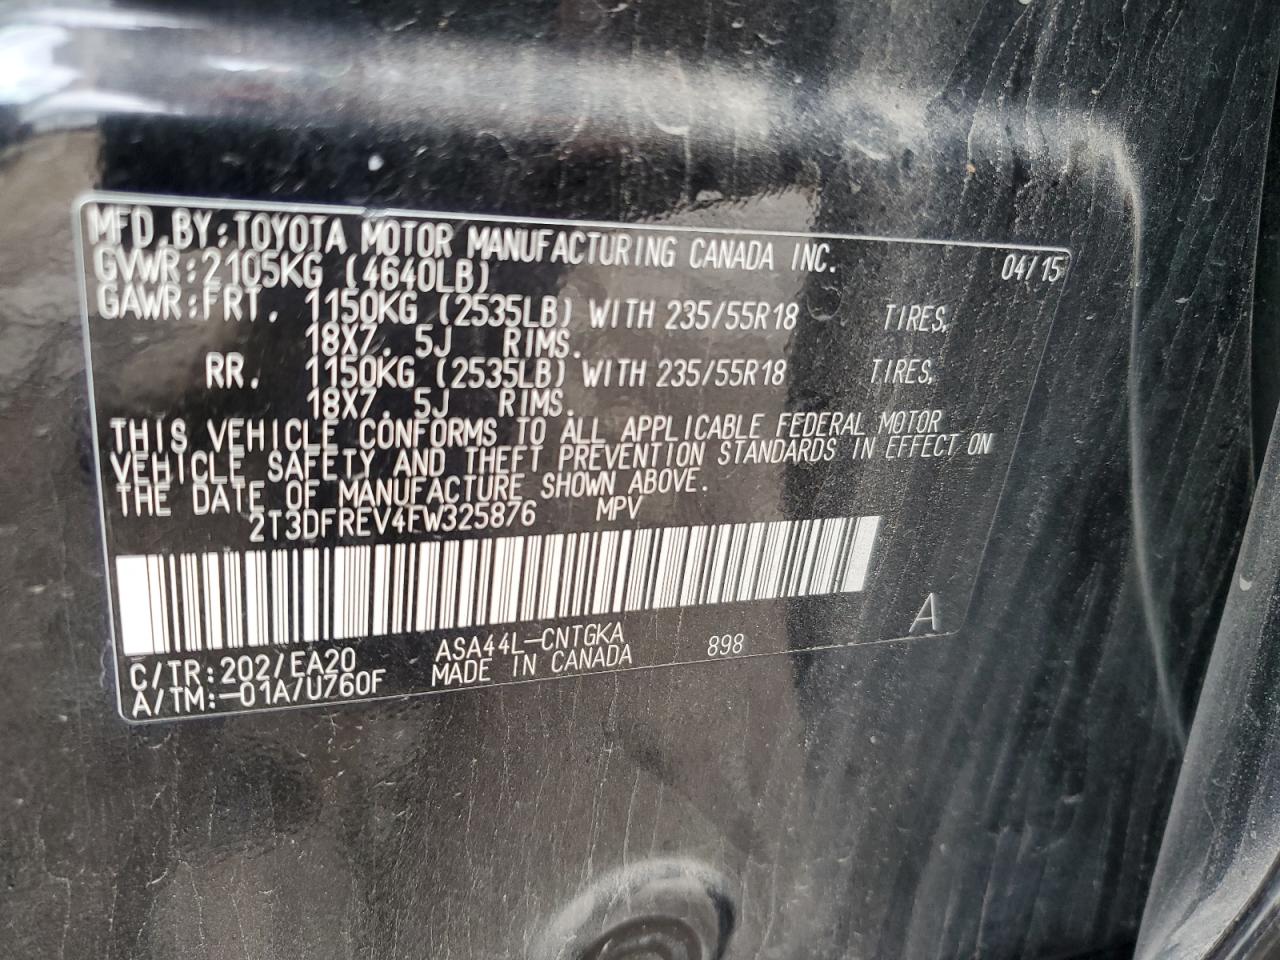 MFD.BY:TOYOTA MOTOR MANUFACTURING CANADA INC.
GVWR:2105KG (4640LB) 04/15
GAWR:FRT. 1150KG (2535LB) WITH 235/55R18 TIRES,
18X7.5J RIMS.
RR. 1150KG (2535LB) WITH 235/55R18 TIRES,
18X7.5J RIMS.
THIS VEHICLE CONFORMS TO ALL APPLICABLE FEDERAL MOTOR
VEHICLE SAFETY AND THEFT PREVENTION STANDARDS IN EFFECT ON
THE DATE OF MANUFACTURE SHOWN ABOVE.
2T3DFREV4FW325876 MPV
A
C/TR:202/EA20 ASA44L-CNTGKA 898
A/TM:-01A/U760F MADE IN CANADA